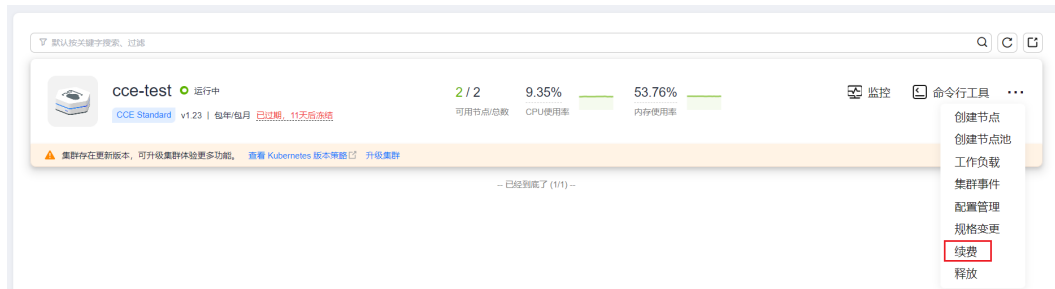 默认按关键字搜索、过滤
cce-test 运行中
2 / 2 9.35% 53.76% 监控 命令行工具 ···
CCE Standard v1.23 | 包年/包月 已过期，11天后冻结
可用节点/总数 CPU使用率 内存使用率
创建节点
创建节点池
集群存在更新版本，可升级集群体验更多功能。 查看 Kubernetes 版本策略 升级集群
工作负载
集群事件
-- 已经到底了 (1/1) --
配置管理
规格变更
续费
释放